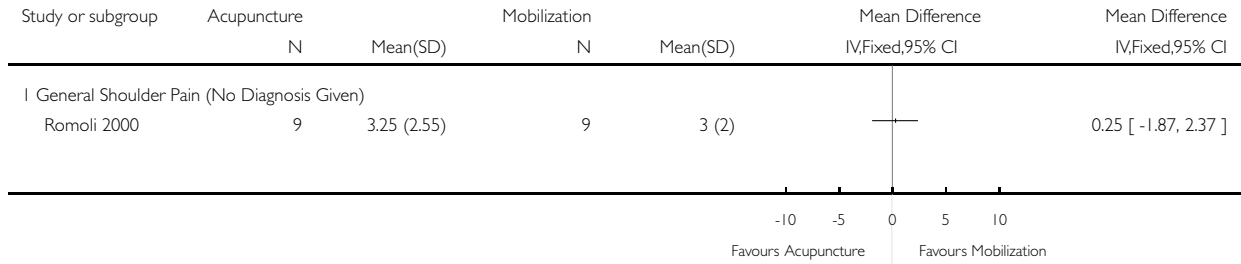 Study or subgroup Acupuncture Mobilization Mean Difference Mean Difference
N Mean(SD) N Mean(SD) IV,Fixed,95% CI IV,Fixed,95% CI
1 General Shoulder Pain (No Diagnosis Given)
Romoli 2000 9 3.25 (2.55) 9 3 (2) 0.25 [ -1.87, 2.37 ]
-10 -5 0 5 10
Favours Acupuncture Favours Mobilization